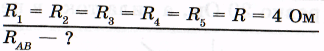 R₁ = R₂ = R₃ = R₄ = R₅ = R = 4 Ом
R_AB — ?